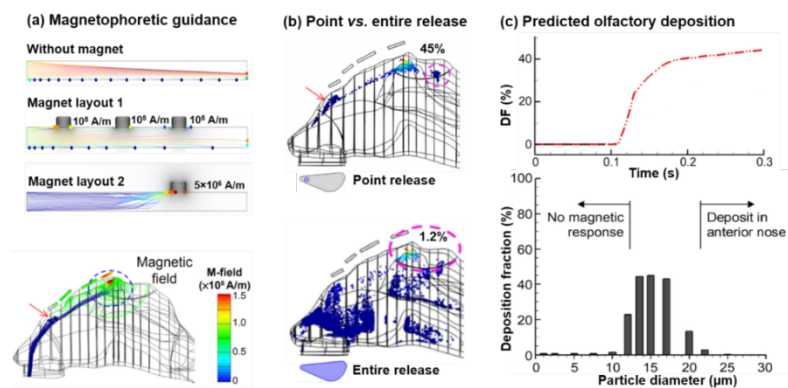 (a) Magnetophoretic guidance
Without magnet
Magnet layout 1
10⁵ A/m 10⁵ A/m 10⁵ A/m
Magnet layout 2
5×10⁶ A/m
Magnetic
field
M-field
(×10⁶ A/m)
1.5
1.0
0.5
0
(b) Point vs. entire release
45%
Point release
1.2%
Entire release
(c) Predicted olfactory deposition
DF (%)
40
20
0
0 0.1 0.2 0.3
Time (s)
Deposition fraction (%)
100
80
60
40
20
0
No magnetic
response
Deposit in
anterior nose
0 5 10 15 20 25 30
Particle diameter (µm)